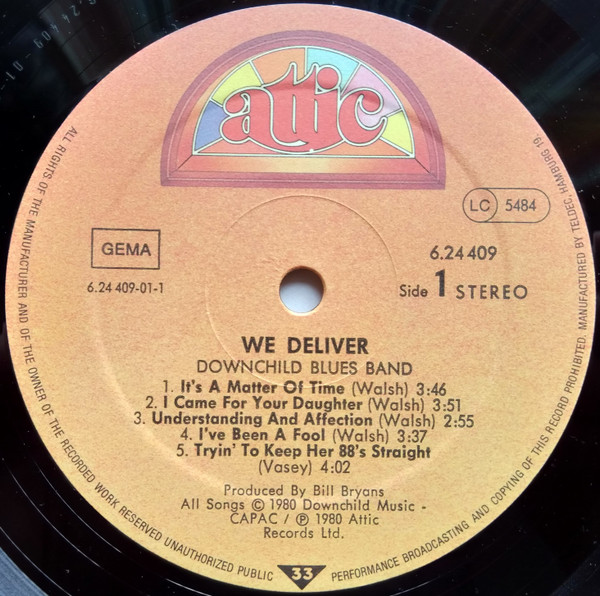 attic
LC 5484
GEMA
6.24 409
6.24 409-01-1
Side 1 STEREO
WE DELIVER
DOWNCHILD BLUES BAND
1. It's A Matter Of Time (Walsh) 3:46
2. I Came For Your Daughter (Walsh) 3:51
3. Understanding And Affection (Walsh) 2:55
4. I've Been A Fool (Walsh) 3:37
5. Tryin' To Keep Her 88's Straight
(Vasey) 4:02
Produced By Bill Bryans
All Songs © 1980 Downchild Music -
CAPAC / ℗ 1980 Attic
Records Ltd.
ALL RIGHTS OF THE MANUFACTURER AND OF THE OWNER OF THE RECORDED WORK RESERVED UNAUTHORIZED PUBLIC 33 PERFORMANCE BROADCASTING AND COPYING OF THIS RECORD PROHIBITED. MANUFACTURED BY TELDEC, HAMBURG 19.